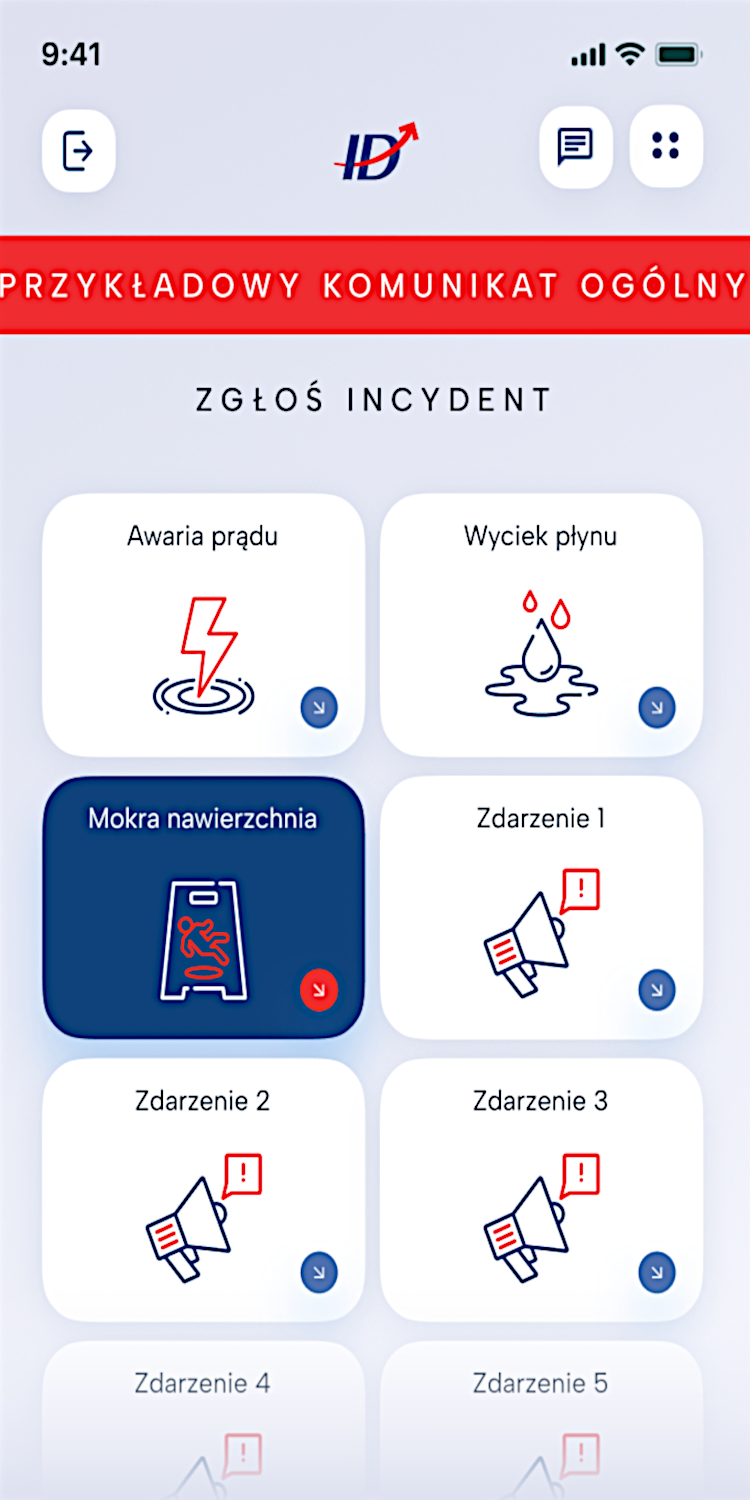 9:41
ID
PRZYKŁADOWY KOMUNIKAT OGÓLNY
ZGŁOŚ INCYDENT
Awaria prądu
Wyciek płynu
Mokra nawierzchnia
Zdarzenie 1
!
Zdarzenie 2
Zdarzenie 3
!
!
Zdarzenie 4
Zdarzenie 5
!
!